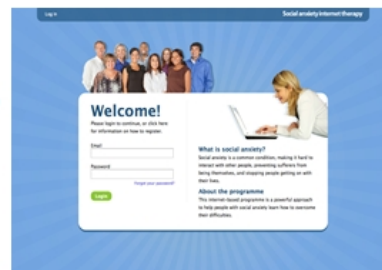 Log in
Social anxiety internet therapy
Welcome!
Please login to continue, or click here
for information on how to register.
Email
Password
Forgot your password?
Login
What is social anxiety?
Social anxiety is a common condition, making it hard to
interact with other people, preventing sufferers from
being themselves, and stopping people getting on with
their lives.
About the programme
This internet-based programme is a powerful approach
to help people with social anxiety learn how to overcome
their difficulties.